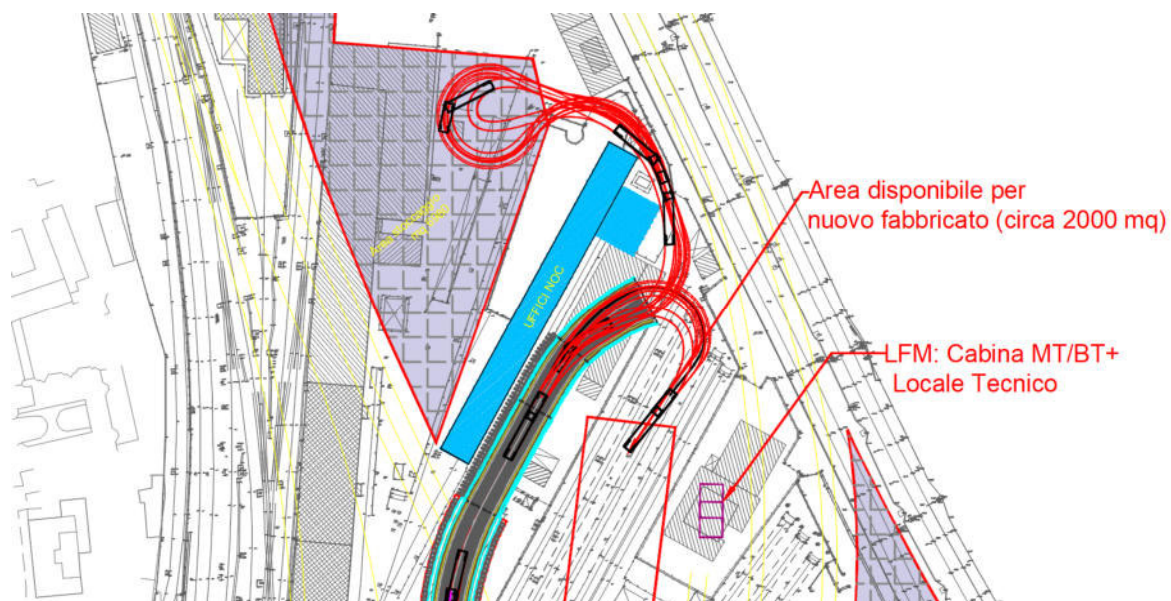 Area disponibile per
nuovo fabbricato (circa 2000 mq)
UFFICI NOC
LFM: Cabina MT/BT+
Locale Tecnico